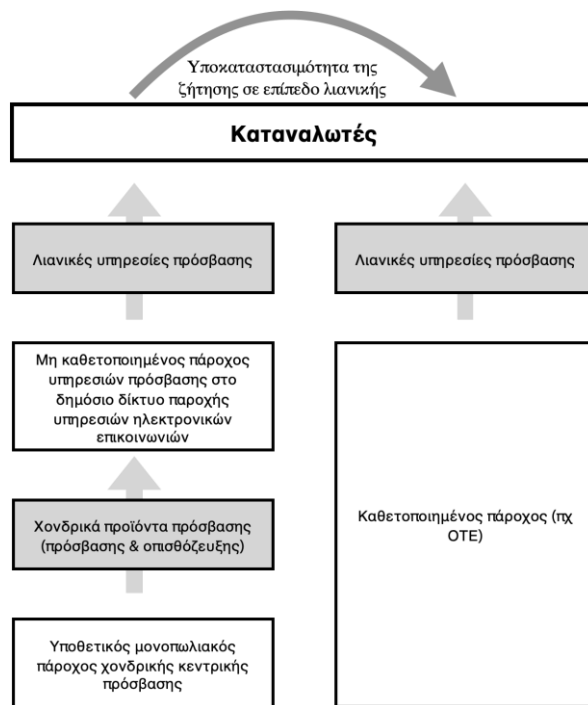 Υποκαταστασιμότητα της
ζήτησης σε επίπεδο λιανικής
Καταναλωτές
Λιανικές υπηρεσίες πρόσβασης
Λιανικές υπηρεσίες πρόσβασης
Μη καθετοποιημένος πάροχος
υπηρεσιών πρόσβασης στο
δημόσιο δίκτυο παροχής
υπηρεσιών ηλεκτρονικών
επικοινωνιών
Χονδρικά προϊόντα πρόσβασης
(πρόσβασης & οπισθόζευξης)
Υποθετικός μονοπωλιακός
πάροχος χονδρικής κεντρικής
πρόσβασης
Καθετοποιημένος πάροχος (πχ
ΟΤΕ)